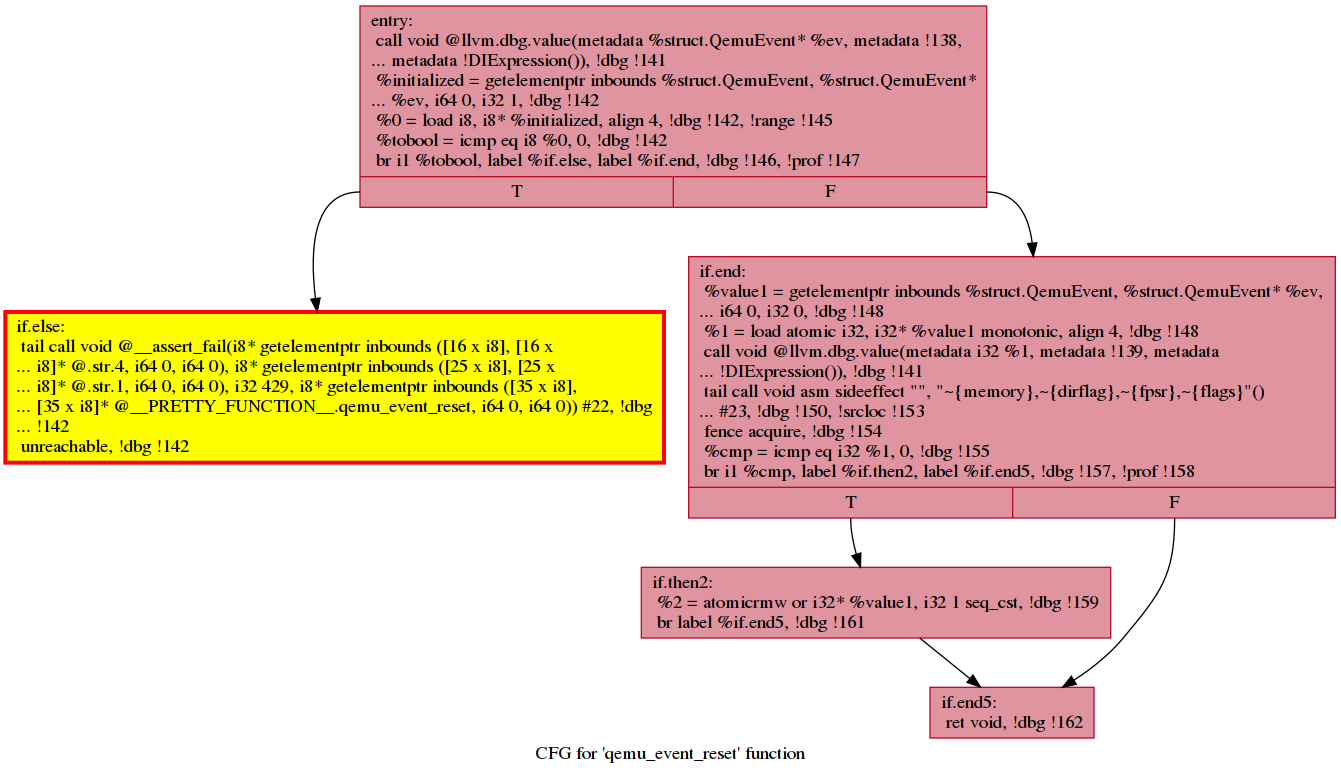 entry:
call void @llvm.dbg.value(metadata %struct.QemuEvent* %ev, metadata !138,
... metadata !DIExpression()), !dbg !141
%initialized = getelementptr inbounds %struct.QemuEvent, %struct.QemuEvent*
... %ev, i64 0, i32 1, !dbg !142
%0 = load i8, i8* %initialized, align 4, !dbg !142, !range !145
%tobool = icmp eq i8 %0, 0, !dbg !142
br i1 %tobool, label %if.else, label %if.end, !dbg !146, !prof !147
T
F
if.else:
tail call void @__assert_fail(i8* getelementptr inbounds ([16 x i8], [16 x
... i8]* @.str.4, i64 0, i64 0), i8* getelementptr inbounds ([25 x i8], [25 x
... i8]* @.str.1, i64 0, i64 0), i32 429, i8* getelementptr inbounds ([35 x i8],
... [35 x i8]* @__PRETTY_FUNCTION__.qemu_event_reset, i64 0, i64 0)) #22, !dbg
... !142
unreachable, !dbg !142
if.end:
%value1 = getelementptr inbounds %struct.QemuEvent, %struct.QemuEvent* %ev,
... i64 0, i32 0, !dbg !148
%1 = load atomic i32, i32* %value1 monotonic, align 4, !dbg !148
call void @llvm.dbg.value(metadata i32 %1, metadata !139, metadata
... !DIExpression()), !dbg !141
tail call void asm sideeffect "", "~{memory},~{dirflag},~{fpsr},~{flags}"()
... #23, !dbg !150, !srcloc !153
fence acquire, !dbg !154
%cmp = icmp eq i32 %1, 0, !dbg !155
br i1 %cmp, label %if.then2, label %if.end5, !dbg !157, !prof !158
T
F
if.then2:
%2 = atomicrmw or i32* %value1, i32 1 seq_cst, !dbg !159
br label %if.end5, !dbg !161
if.end5:
ret void, !dbg !162
CFG for 'qemu_event_reset' function